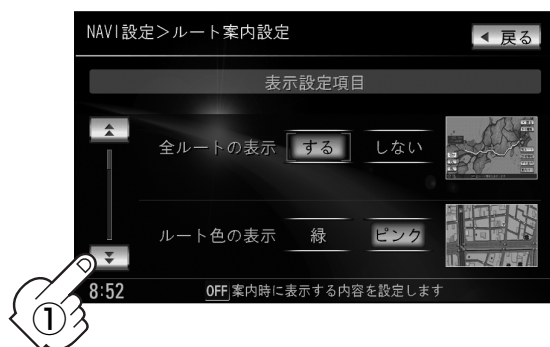 NAVI設定>ルート案内設定
◀ 戻る
表示設定項目
全ルートの表示 する しない
ルート色の表示 緑 ピンク
8:52 OFF 案内時に表示する内容を設定します
①